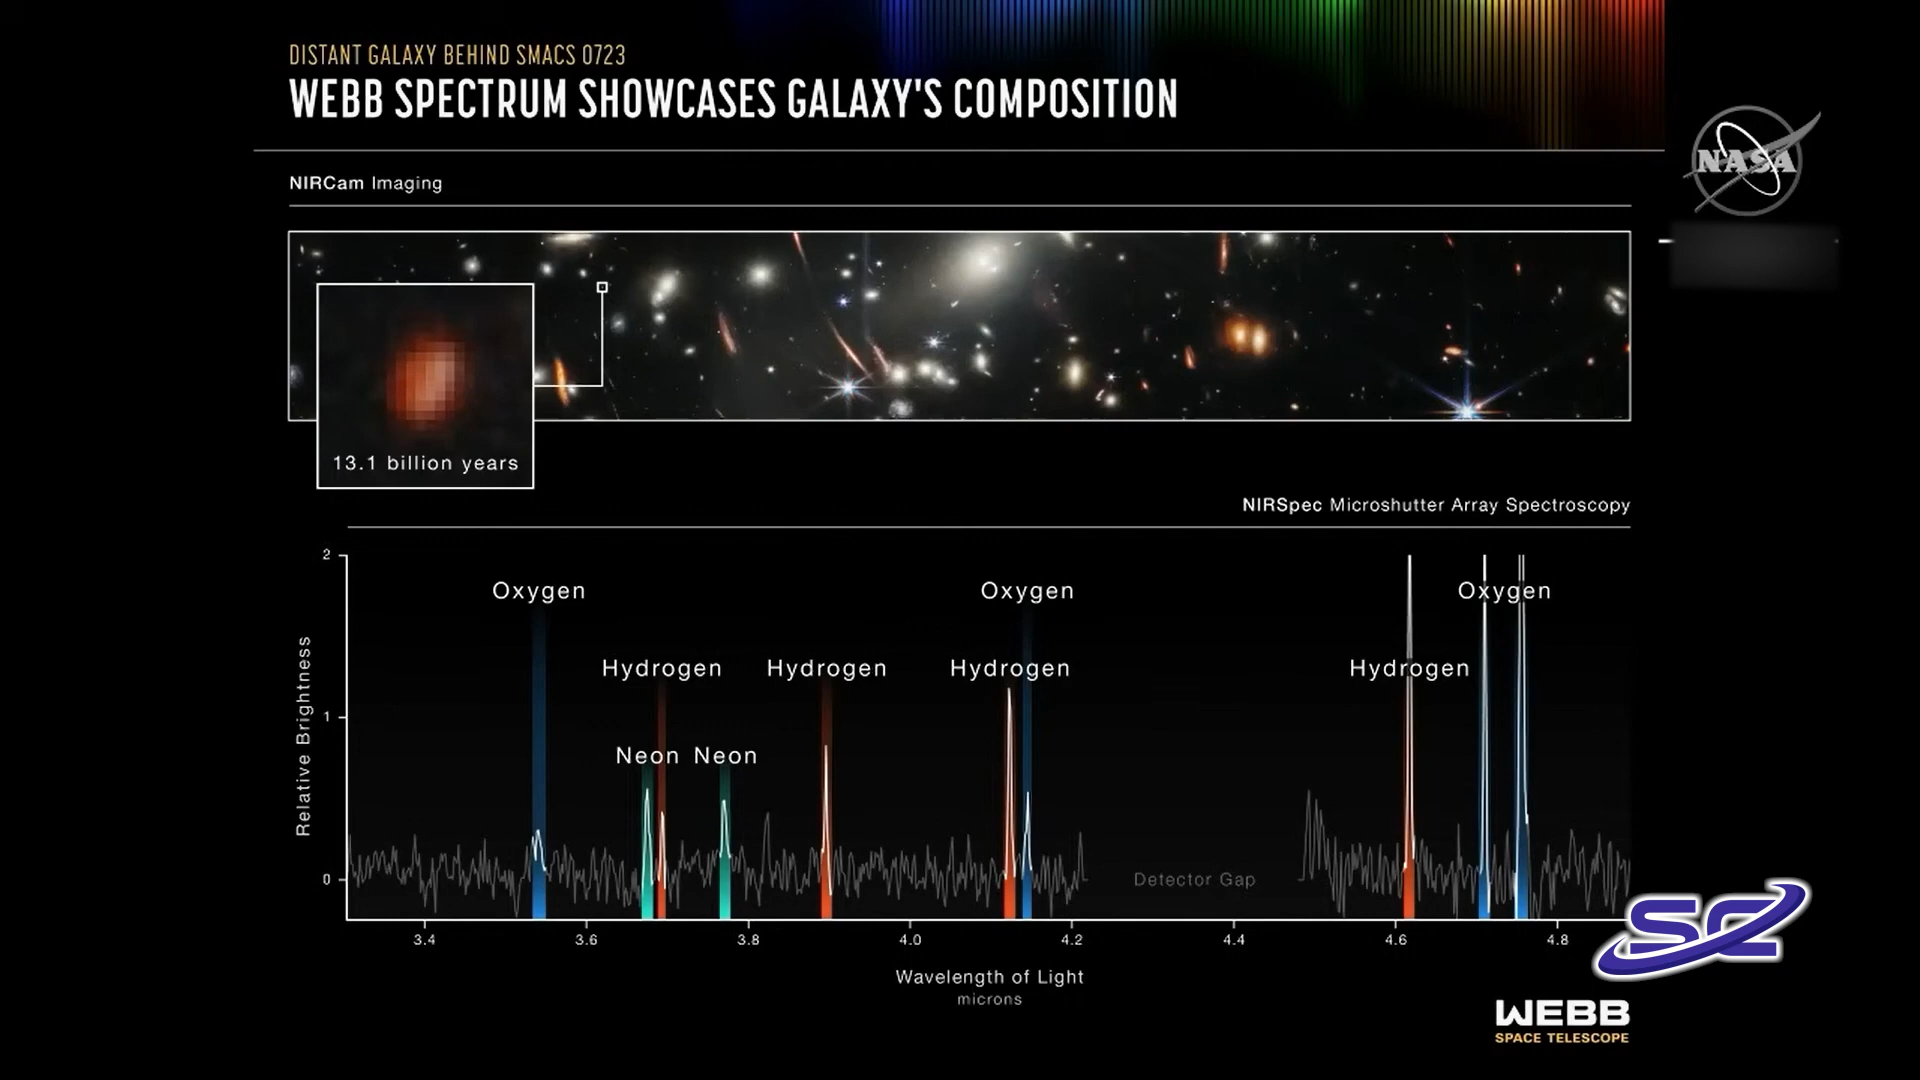 DISTANT GALAXY BEHIND SMACS 0723
WEBB SPECTRUM SHOWCASES GALAXY'S COMPOSITION
NASA
NIRCam Imaging
13.1 billion years
NIRSpec Microshutter Array Spectroscopy
2
Oxygen
Oxygen
Oxygen
Hydrogen
Hydrogen
Hydrogen
Hydrogen
Relative Brightness
1
Neon
Neon
0
Detector Gap
3.4
3.6
3.8
4.0
4.2
4.4
4.6
4.8
Wavelength of Light
microns
SC
WEBB
SPACE TELESCOPE